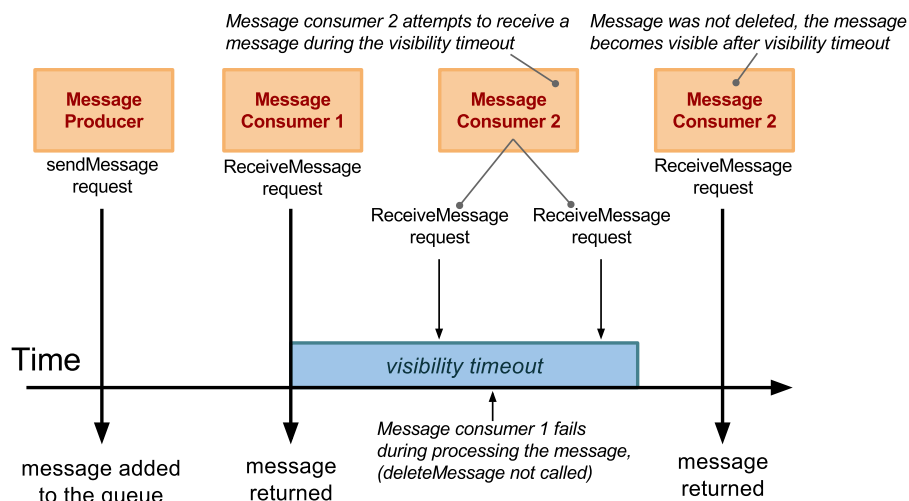 Message consumer 2 attempts to receive a
message during the visibility timeout
Message was not deleted, the message
becomes visible after visibility timeout
Message
Producer
Message
Consumer 1
Message
Consumer 2
Message
Consumer 2
sendMessage
request
ReceiveMessage
request
ReceiveMessage
request
ReceiveMessage
request
ReceiveMessage
request
Time
visibility timeout
Message consumer 1 fails
during processing the message,
(deleteMessage not called)
message added
to the queue
message
returned
message
returned